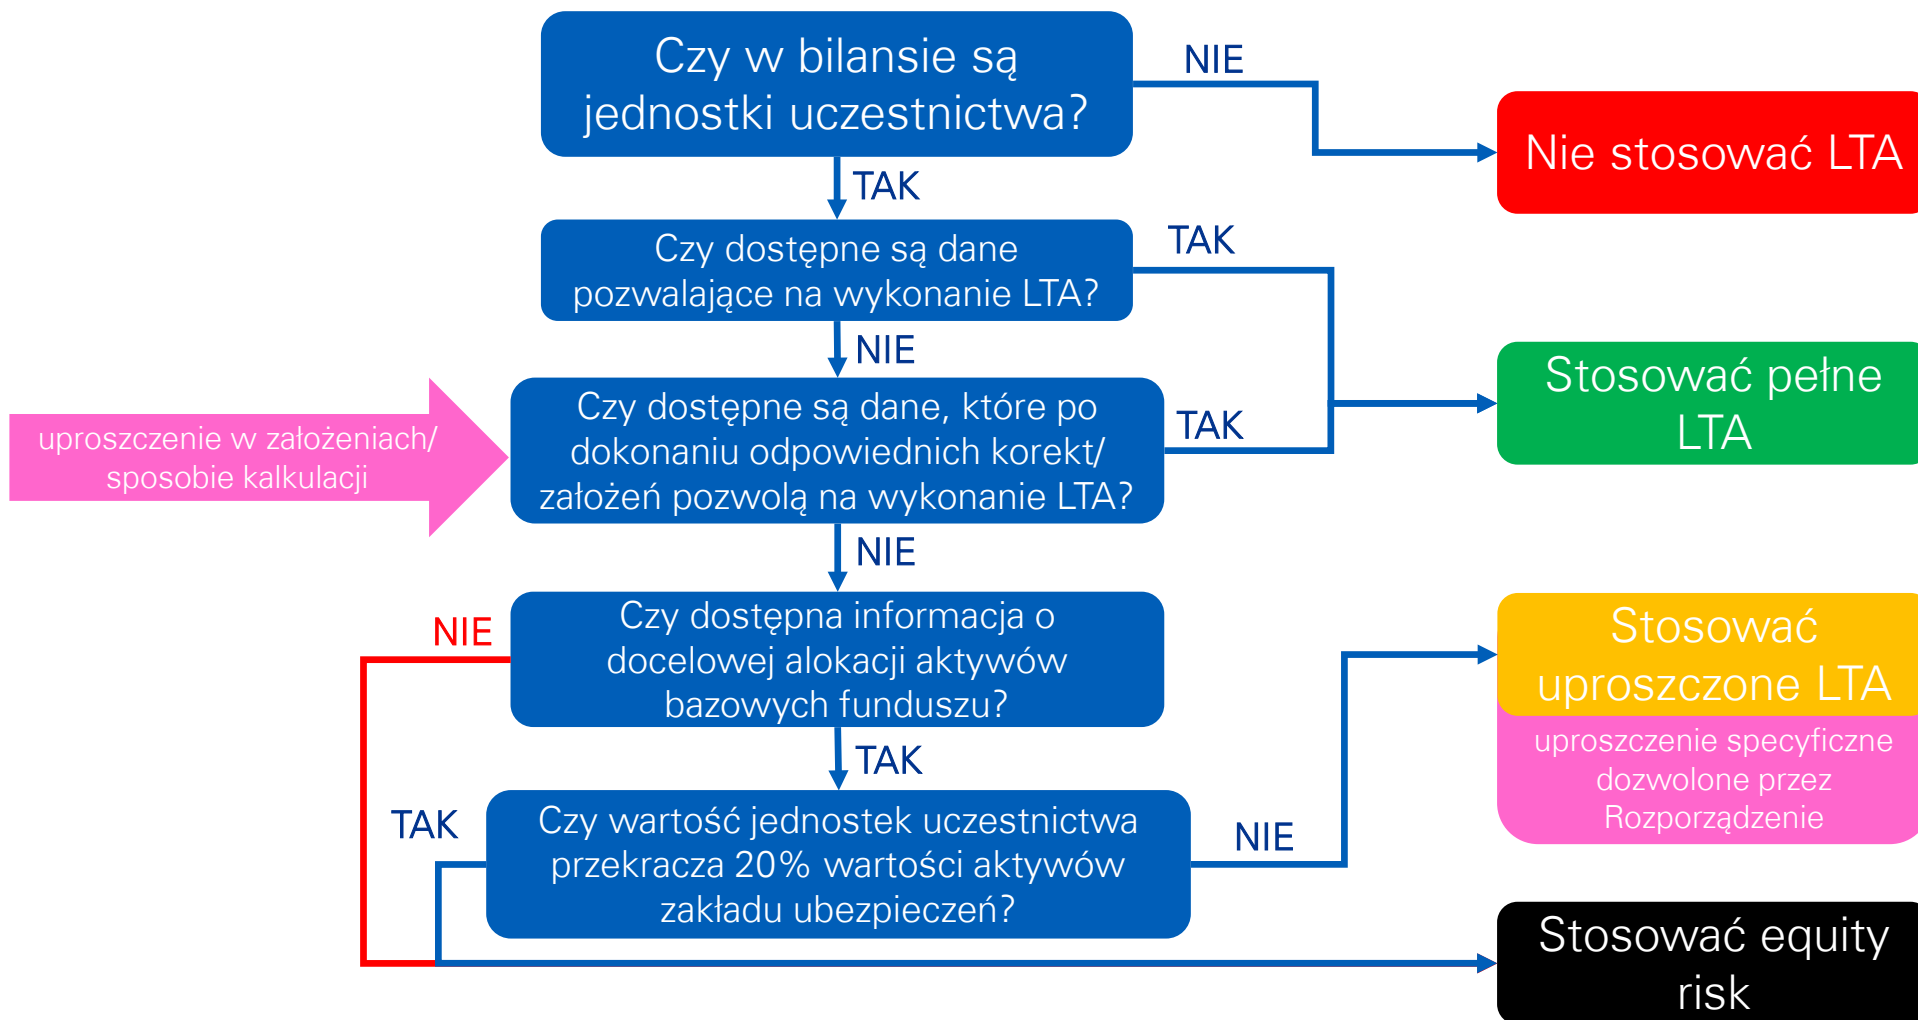 Czy w bilansie są
jednostki uczestnictwa?
NIE
Nie stosować LTA
TAK
Czy dostępne są dane
pozwalające na wykonanie LTA?
TAK
NIE
Stosować pełne
LTA
uproszczenie w założeniach/
sposobie kalkulacji
Czy dostępne są dane, które po
dokonaniu odpowiednich korekt/
założeń pozwolą na wykonanie LTA?
TAK
NIE
NIE
Czy dostępna informacja o
docelowej alokacji aktywów
bazowych funduszu?
Stosować
uproszczone LTA
uproszczenie specyficzne
dozwolone przez
Rozporządzenie
TAK
TAK
Czy wartość jednostek uczestnictwa
przekracza 20% wartości aktywów
zakładu ubezpieczeń?
NIE
Stosować equity
risk